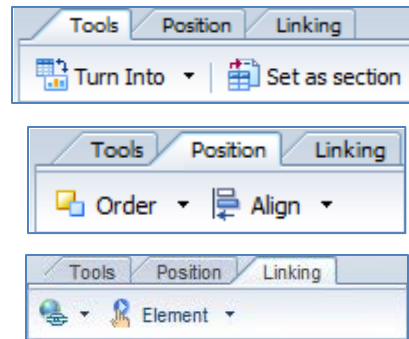 Tools Position Linking
Turn Into Set as section
Tools Position Linking
Order Align
Tools Position Linking
Element